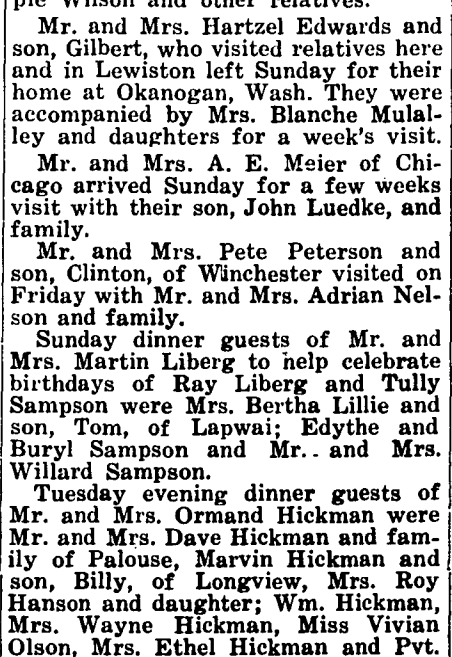 ple Wilson and other relatives.
Mr. and Mrs. Hartzel Edwards and
son, Gilbert, who visited relatives here
and in Lewiston left Sunday for their
home at Okanogan, Wash. They were
accompanied by Mrs. Blanche Mulal-
ley and daughters for a week's visit.
Mr. and Mrs. A. E. Meier of Chi-
cago arrived Sunday for a few weeks
visit with their son, John Luedke, and
family.
Mr. and Mrs. Pete Peterson and
son, Clinton, of Winchester visited on
Friday with Mr. and Mrs. Adrian Nel-
son and family.
Sunday dinner guests of Mr. and
Mrs. Martin Liberg to help celebrate
birthdays of Ray Liberg and Tully
Sampson were Mrs. Bertha Lillie and
son, Tom, of Lapwai; Edythe and
Buryl Sampson and Mr.. and Mrs.
Willard Sampson.
Tuesday evening dinner guests of
Mr. and Mrs. Ormand Hickman were
Mr. and Mrs. Dave Hickman and fam-
ily of Palouse, Marvin Hickman and
son, Billy, of Longview, Mrs. Roy
Hanson and daughter; Wm. Hickman,
Mrs. Wayne Hickman, Miss Vivian
Olson, Mrs. Ethel Hickman and Pvt.